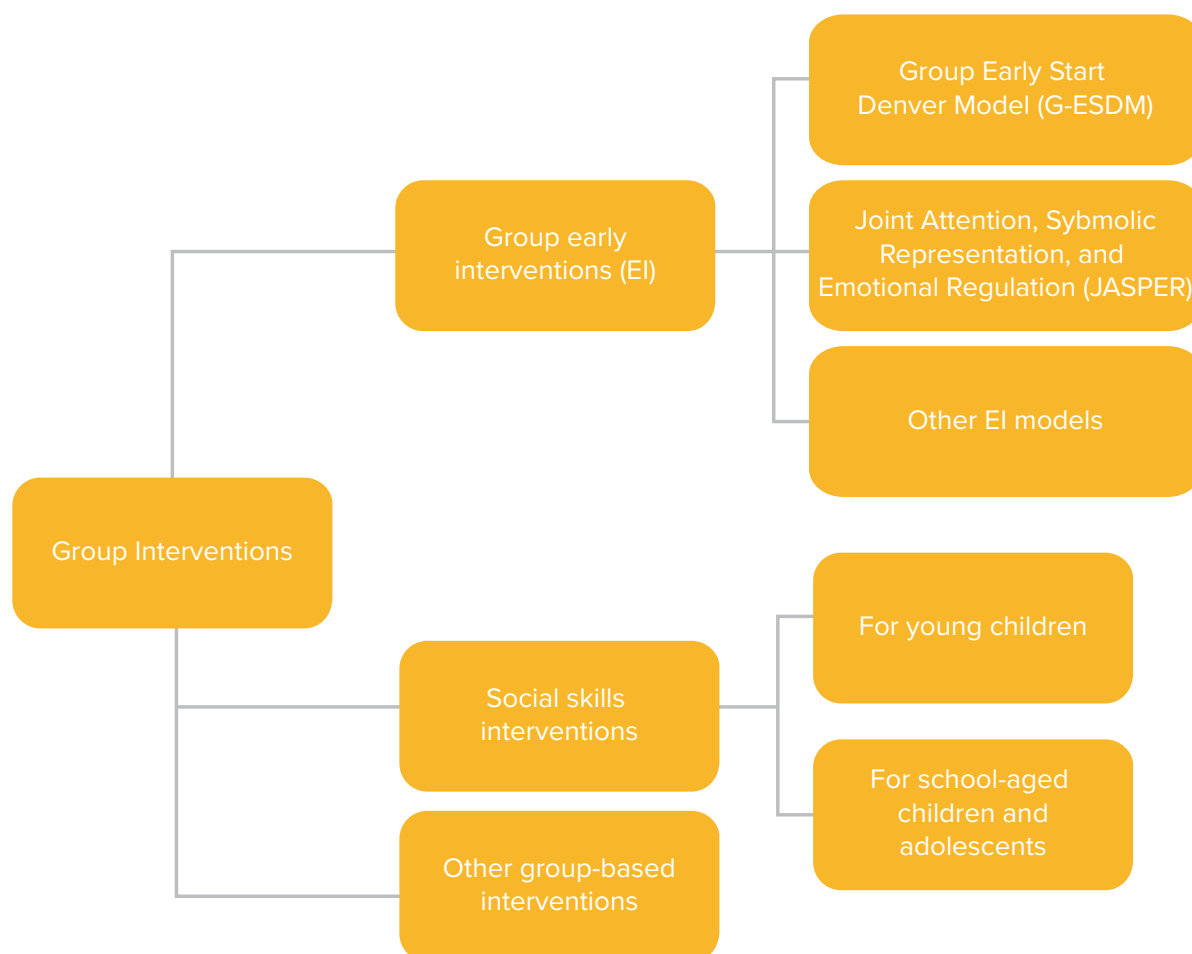 Group Early Start
Denver Model (G-ESDM)
Group early
interventions (EI)
Joint Attention, Sybmolic
Representation, and
Emotional Regulation (JASPER)
Other EI models
Group Interventions
For young children
Social skills
interventions
For school-aged
children and
adolescents
Other group-based
interventions